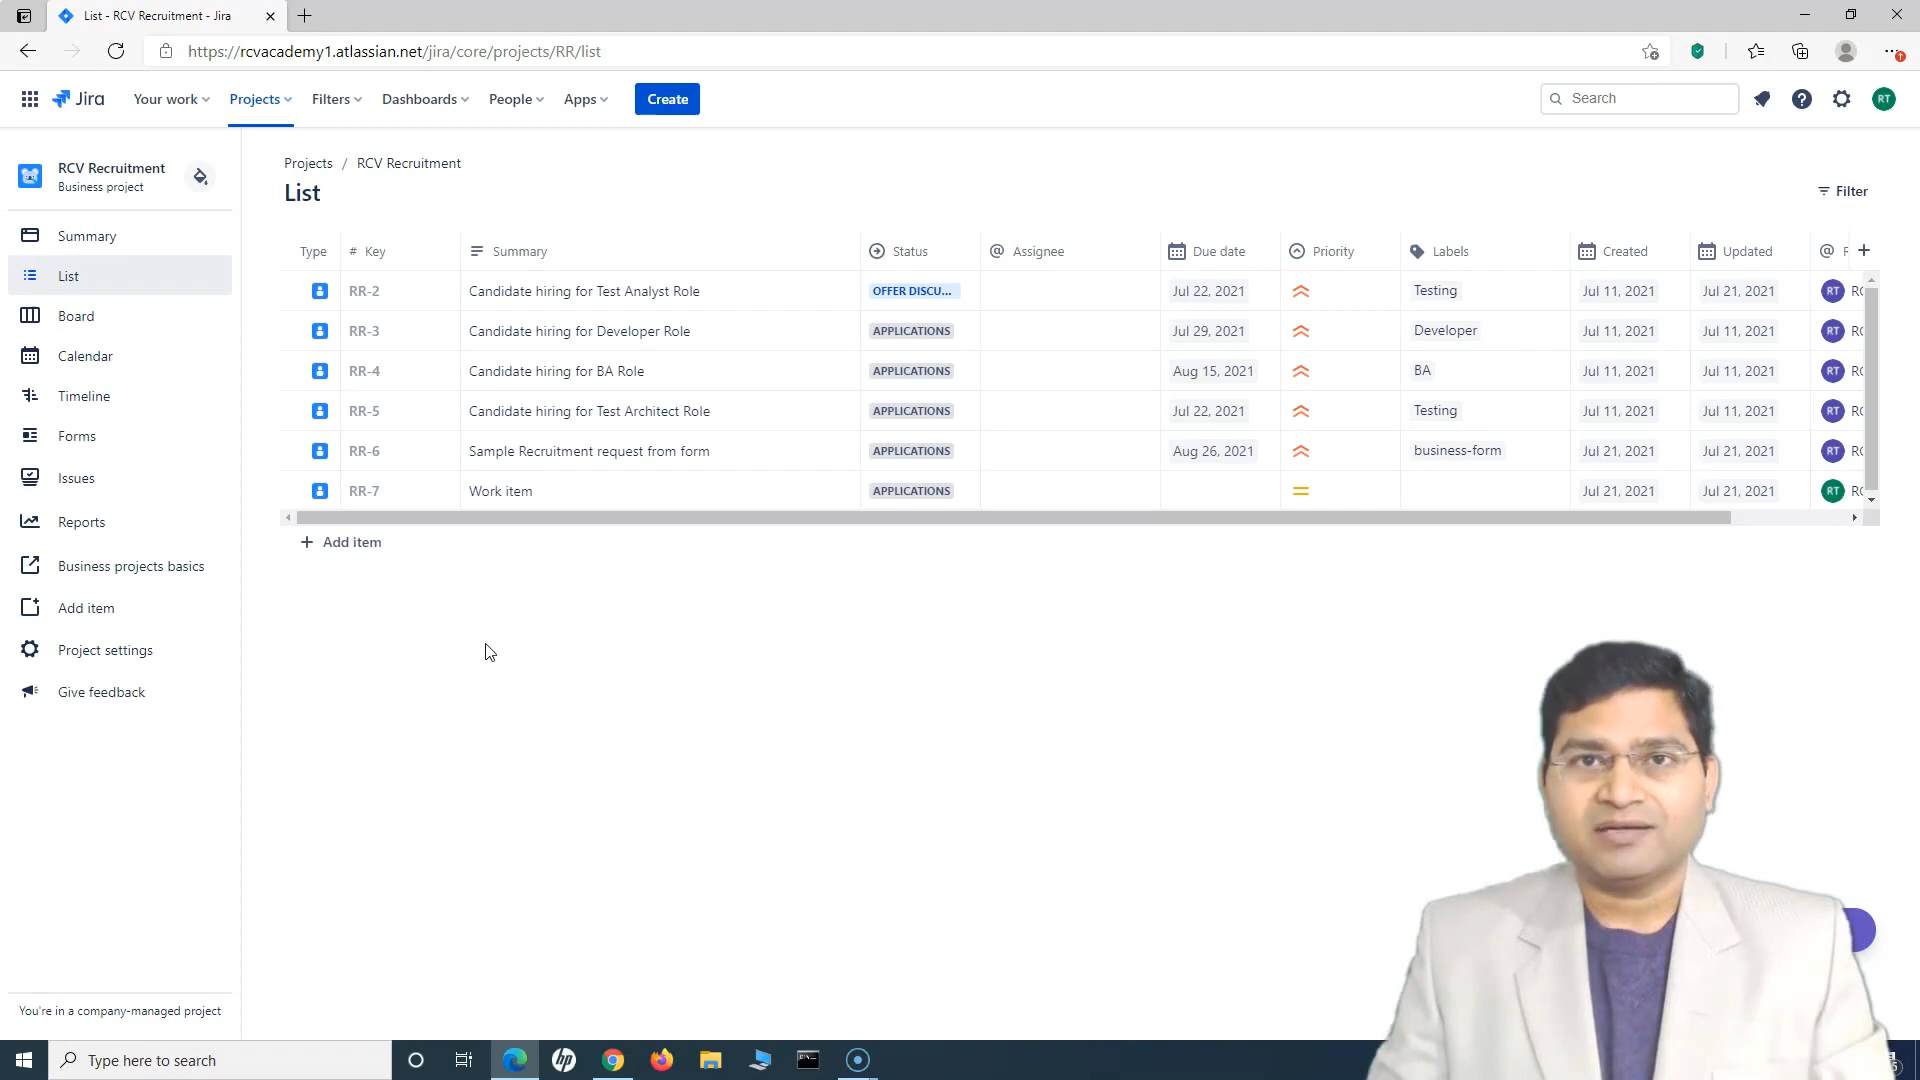 List - RCV Recruitment - Jira
https://rcvacademy1.atlassian.net/jira/core/projects/RR/list
Jira Your work Projects Filters Dashboards People Apps Create Search RT
RCV Recruitment
Business project
Summary
List
Board
Calendar
Timeline
Forms
Issues
Reports
Business projects basics
Add item
Project settings
Give feedback
You're in a company-managed project
Projects / RCV Recruitment
List
Filter
Type # Key Summary Status @ Assignee Due date Priority Labels Created Updated @
RR-2 Candidate hiring for Test Analyst Role OFFER DISCU... Jul 22, 2021 Testing Jul 11, 2021 Jul 21, 2021 RT
RR-3 Candidate hiring for Developer Role APPLICATIONS Jul 29, 2021 Developer Jul 11, 2021 Jul 11, 2021 RT
RR-4 Candidate hiring for BA Role APPLICATIONS Aug 15, 2021 BA Jul 11, 2021 Jul 11, 2021 RT
RR-5 Candidate hiring for Test Architect Role APPLICATIONS Jul 22, 2021 Testing Jul 11, 2021 Jul 11, 2021 RT
RR-6 Sample Recruitment request from form APPLICATIONS Aug 26, 2021 business-form Jul 21, 2021 Jul 21, 2021 RT
RR-7 Work item APPLICATIONS Jul 21, 2021 Jul 21, 2021 RT
+ Add item
Type here to search
hp